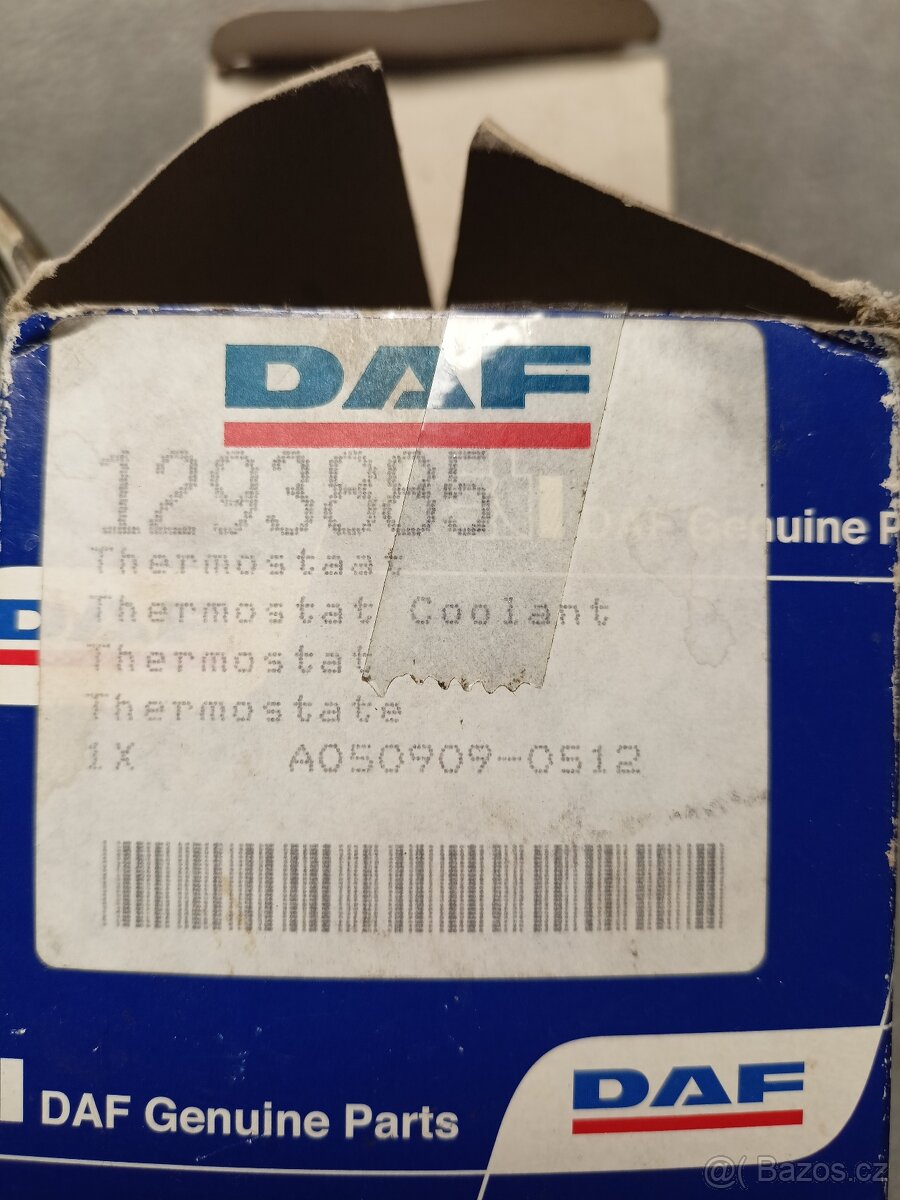 DAF
1293885
Thermostaat
Thermostat Coolant
Thermostat
Thermostate
1X A050909-0512
DAF Genuine P
D
DAF Genuine Parts
DAF
@( Bazos.cz